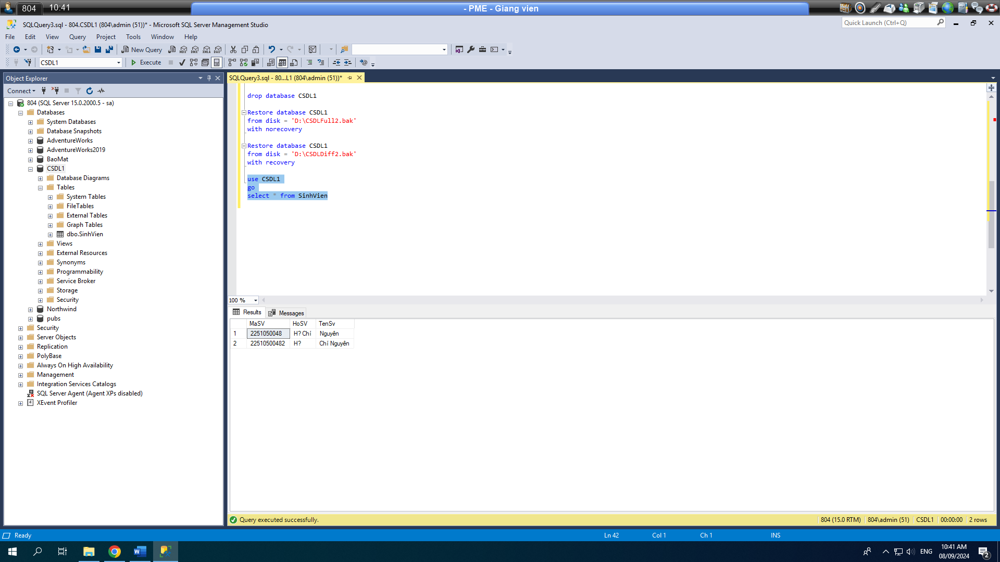 804
10:41
- PME - Giang vien
SQLQuery3.sql - 804.CSDL1 (804\admin (51))* - Microsoft SQL Server Management Studio
Quick Launch (Ctrl+Q)
File Edit View Query Project Tools Window Help
New Query
MDX DMX XMLA DAX
CSDL1
Execute
Object Explorer
Connect
804 (SQL Server 15.0.2000.5 - sa)
Databases
System Databases
Database Snapshots
AdventureWorks
AdventureWorks2019
BaoMat
CSDL1
Database Diagrams
Tables
System Tables
FileTables
External Tables
Graph Tables
dbo.SinhVien
Views
External Resources
Synonyms
Programmability
Service Broker
Storage
Security
Northwind
pubs
Security
Server Objects
Replication
PolyBase
Always On High Availability
Management
Integration Services Catalogs
SQL Server Agent (Agent XPs disabled)
XEvent Profiler
SQLQuery3.sql - 80...L1 (804\admin (51))*
drop database CSDL1
Restore database CSDL1
from disk = 'D:\CSDLFull2.bak'
with norecovery
Restore database CSDL1
from disk = 'D:\CSDLDiff2.bak'
with recovery
use CSDL1
go
select * from SinhVien
100 %
Results Messages
MaSV HoSV TenSv
1 2251050048 H? Chí Nguyên
2 22510500482 H? Chí Nguyên
Query executed successfully.
804 (15.0 RTM) 804\admin (51) CSDL1 00:00:00 2 rows
Ready
Ln 42 Col 1 Ch 1 INS
ENG
10:41 AM
08/09/2024
2